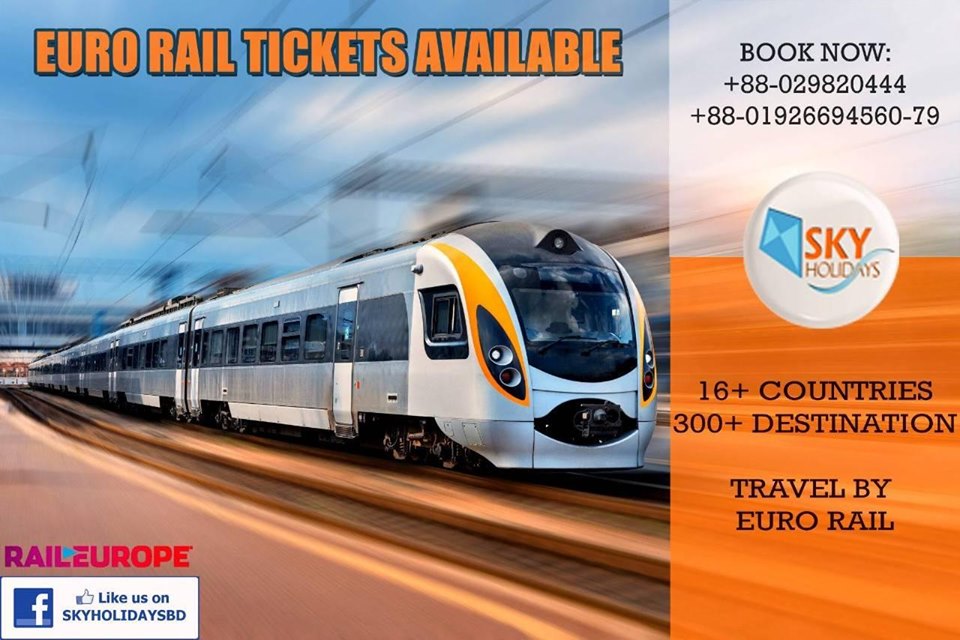 EURO RAIL TICKETS AVAILABLE
BOOK NOW:
+88-029820444
+88-01926694560-79
SKY
HOLIDAYS
16+ COUNTRIES
300+ DESTINATION
TRAVEL BY
EURO RAIL
RAILEUROPE
f
Like us on
SKYHOLIDAYSBD